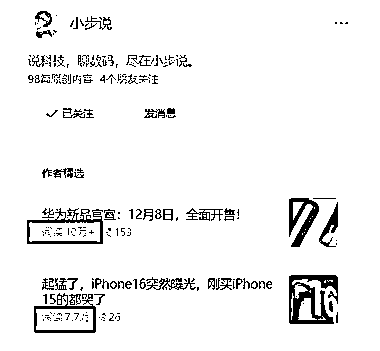 小步说
说科技，聊数码，尽在小步说。
98篇原创内容 4个朋友关注
已关注
发消息
作者精选
华为新品官宣：12月8日，全面开售！
阅读 10万+ 153
起猛了，iPhone16突然曝光，刚买iPhone
15的都哭了
阅读 7.7万 26
16